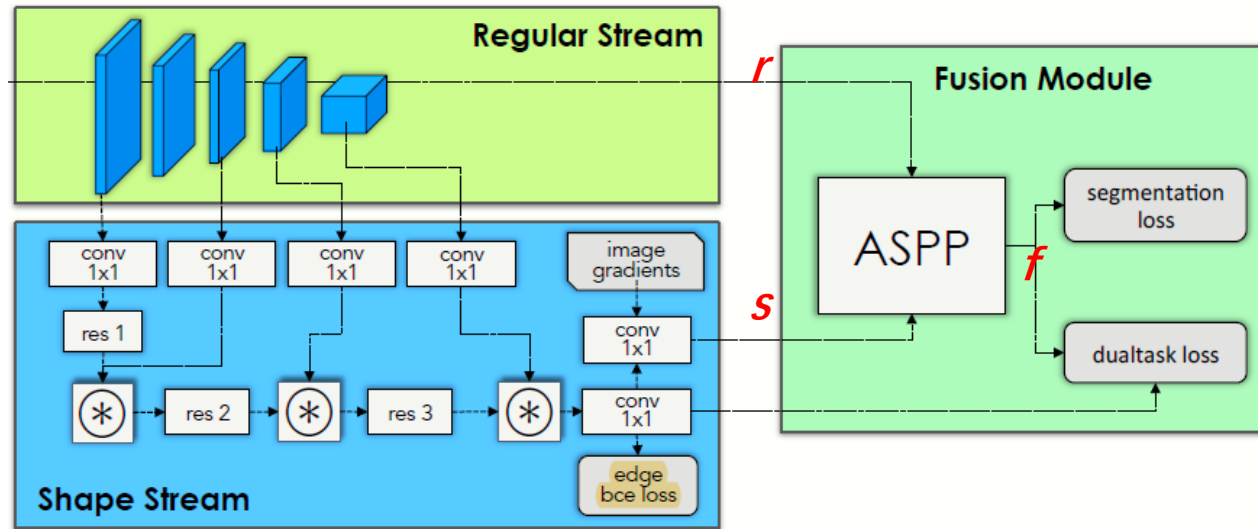 Regular Stream
r
Fusion Module
ASPP
segmentation
loss
f
dualtask loss
conv
1x1
conv
1x1
conv
1x1
conv
1x1
image
gradients
s
res 1
conv
1x1
*
res 2
*
res 3
*
conv
1x1
edge
bce loss
Shape Stream